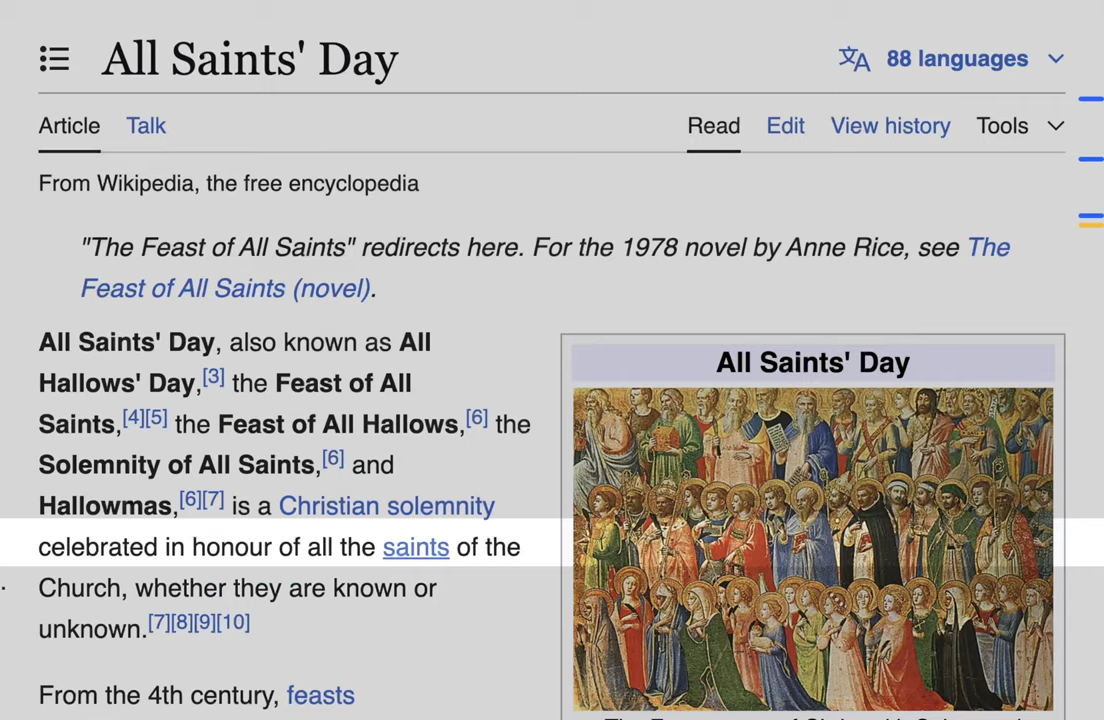 All Saints' Day
88 languages
Article Talk
Read Edit View history Tools
From Wikipedia, the free encyclopedia
"The Feast of All Saints" redirects here. For the 1978 novel by Anne Rice, see The
Feast of All Saints (novel).
All Saints' Day, also known as All
Hallows' Day,[3] the Feast of All
Saints,[4][5] the Feast of All Hallows,[6] the
Solemnity of All Saints,[6] and
Hallowmas,[6][7] is a Christian solemnity
celebrated in honour of all the saints of the
Church, whether they are known or
unknown.[7][8][9][10]
From the 4th century, feasts
All Saints' Day